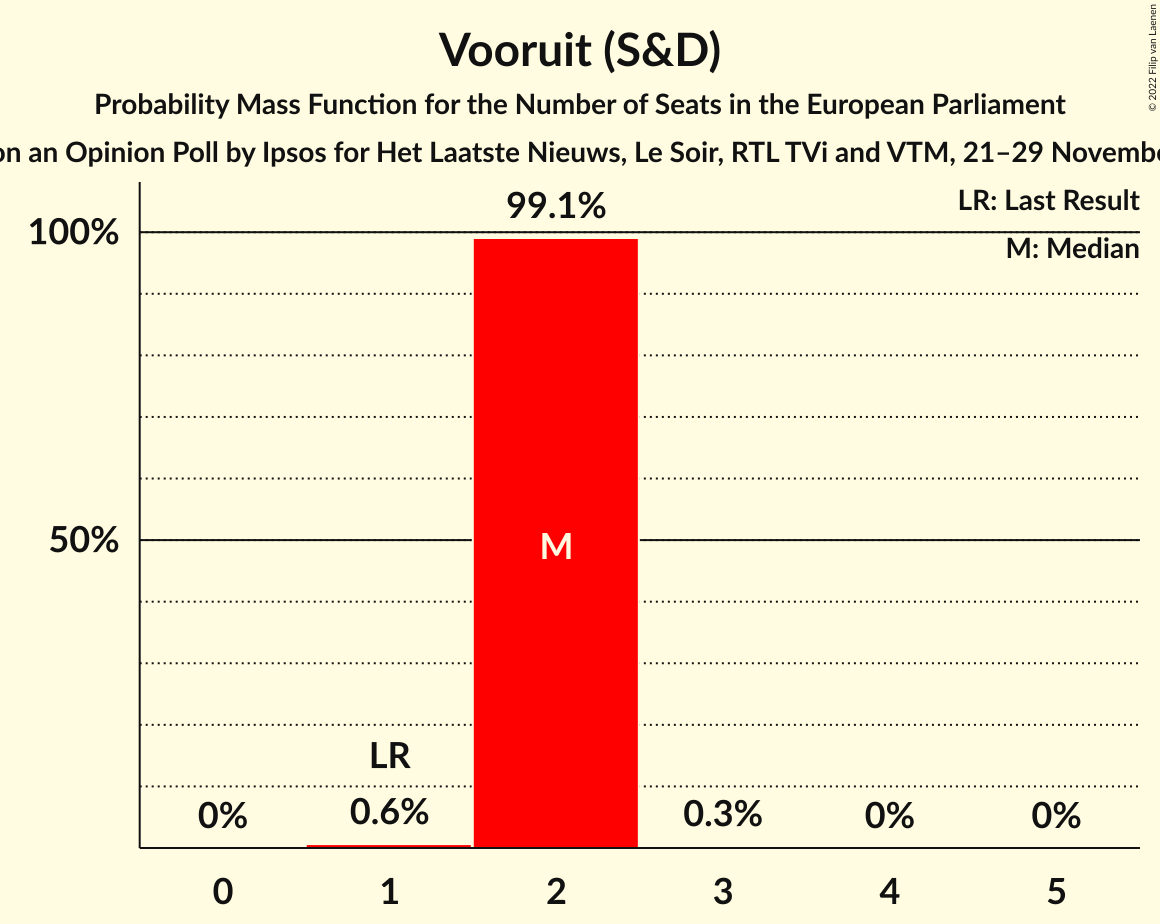 Vooruit (S&D)
Probability Mass Function for the Number of Seats in the European Parliament
on an Opinion Poll by Ipsos for Het Laatste Nieuws, Le Soir, RTL TVi and VTM, 21–29
© 2022 Filip van Laenen
LR: Last Result
M: Median
99.1%
100%
50%
M
LR
0% 0.6% 0.3% 0% 0%
0 1 2 3 4 5